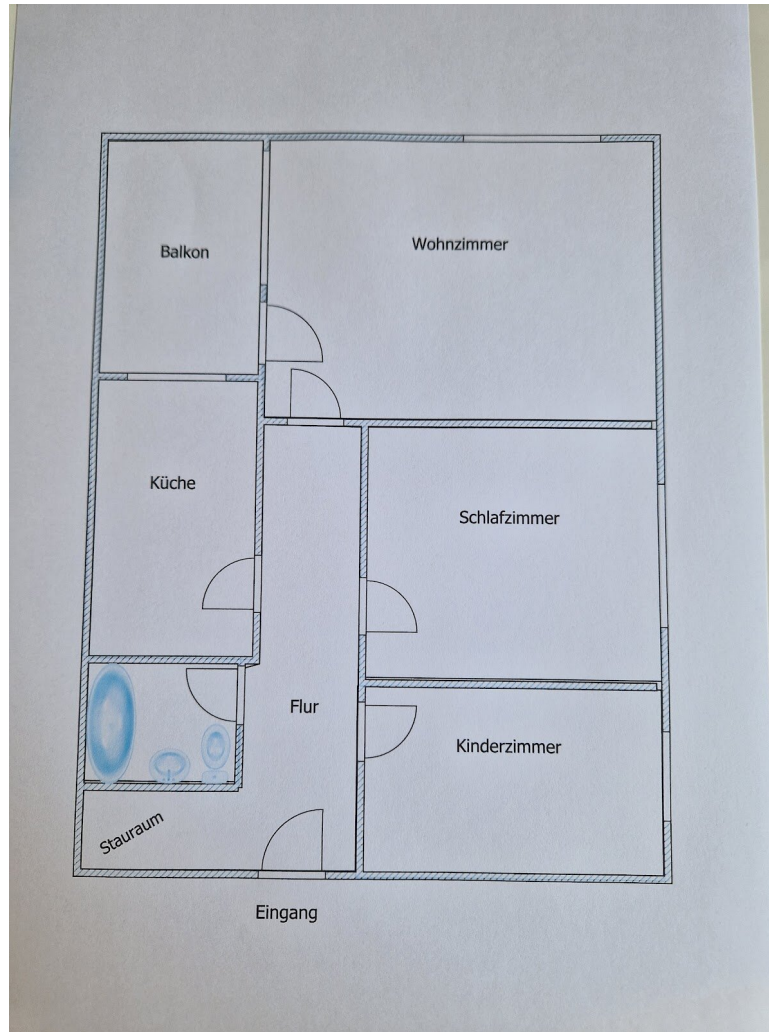 Balkon
Wohnzimmer
Küche
Schlafzimmer
Flur
Kinderzimmer
Stauraum
Eingang